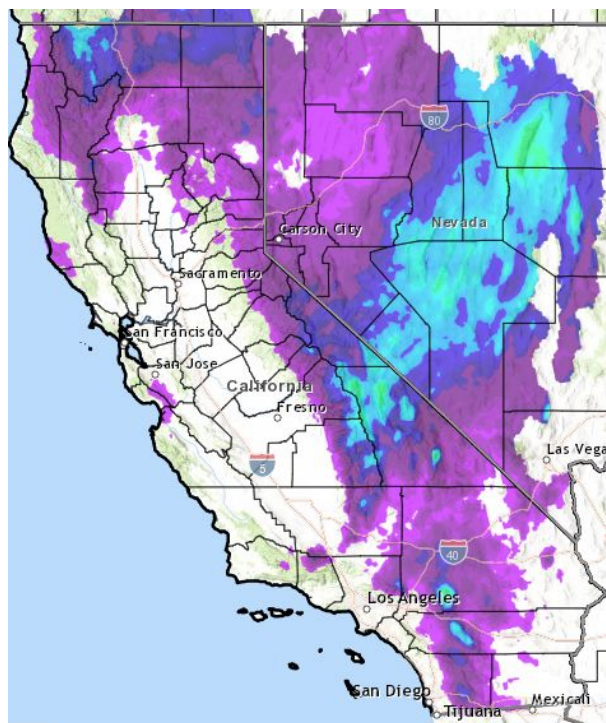 80
Nevada
Carson City
Sacramento
San Francisco
San Jose
California
Fresno
5
Las Vega
40
Los Angeles
San Diego
Tijuana
Mexicali